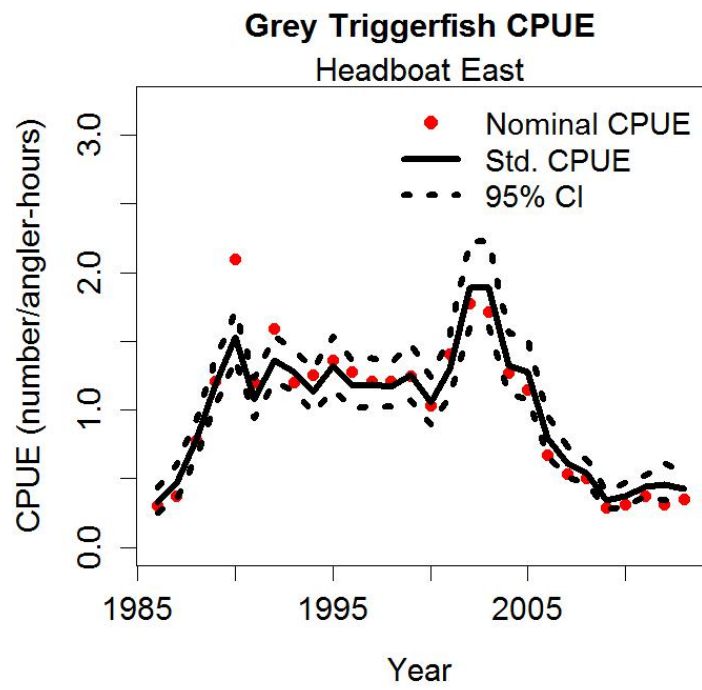 Grey Triggerfish CPUE
Headboat East
Nominal CPUE
Std. CPUE
95% CI
CPUE (number/angler-hours)
3.0
2.0
1.0
0.0
1985 1995 2005
Year